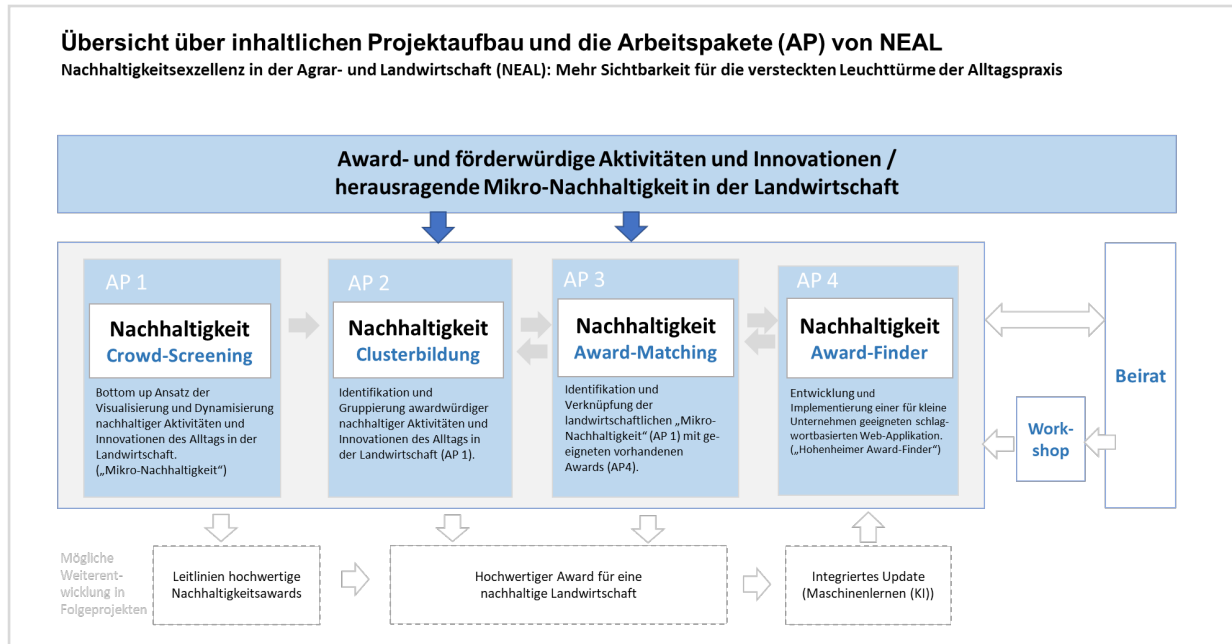 Übersicht über inhaltlichen Projektaufbau und die Arbeitspakete (AP) von NEAL
Nachhaltigkeitsexzellenz in der Agrar- und Landwirtschaft (NEAL): Mehr Sichtbarkeit für die versteckten Leuchttürme der Alltagspraxis
Award- und förderwürdige Aktivitäten und Innovationen /
herausragende Mikro-Nachhaltigkeit in der Landwirtschaft
AP 1
Nachhaltigkeit
Crowd-Screening
Bottom up Ansatz der
Visualisierung und Dynamisierung
nachhaltiger Aktivitäten und
Innovationen des Alltags in der
Landwirtschaft.
(„Mikro-Nachhaltigkeit“)
AP 2
Nachhaltigkeit
Clusterbildung
Identifikation und
Gruppierung awardwürdiger
nachhaltiger Aktivitäten und
Innovationen des Alltags in
der Landwirtschaft (AP 1).
AP 3
Nachhaltigkeit
Award-Matching
Identifikation und
Verknüpfung der
landwirtschaftlichen „Mikro-
Nachhaltigkeit“ (AP 1) mit ge-
eigneten vorhandenen
Awards (AP4).
AP 4
Nachhaltigkeit
Award-Finder
Entwicklung und
Implementierung einer für kleine
Unternehmen geeigneten schlag-
wortbasierten Web-Applikation.
(„Hohenheimer Award-Finder“)
Beirat
Work-
shop
Mögliche
Weiterent-
wicklung in
Folgeprojekten
Leitlinien hochwertige
Nachhaltigkeitsawards
Hochwertiger Award für eine
nachhaltige Landwirtschaft
Integriertes Update
(Maschinenlernen (KI))